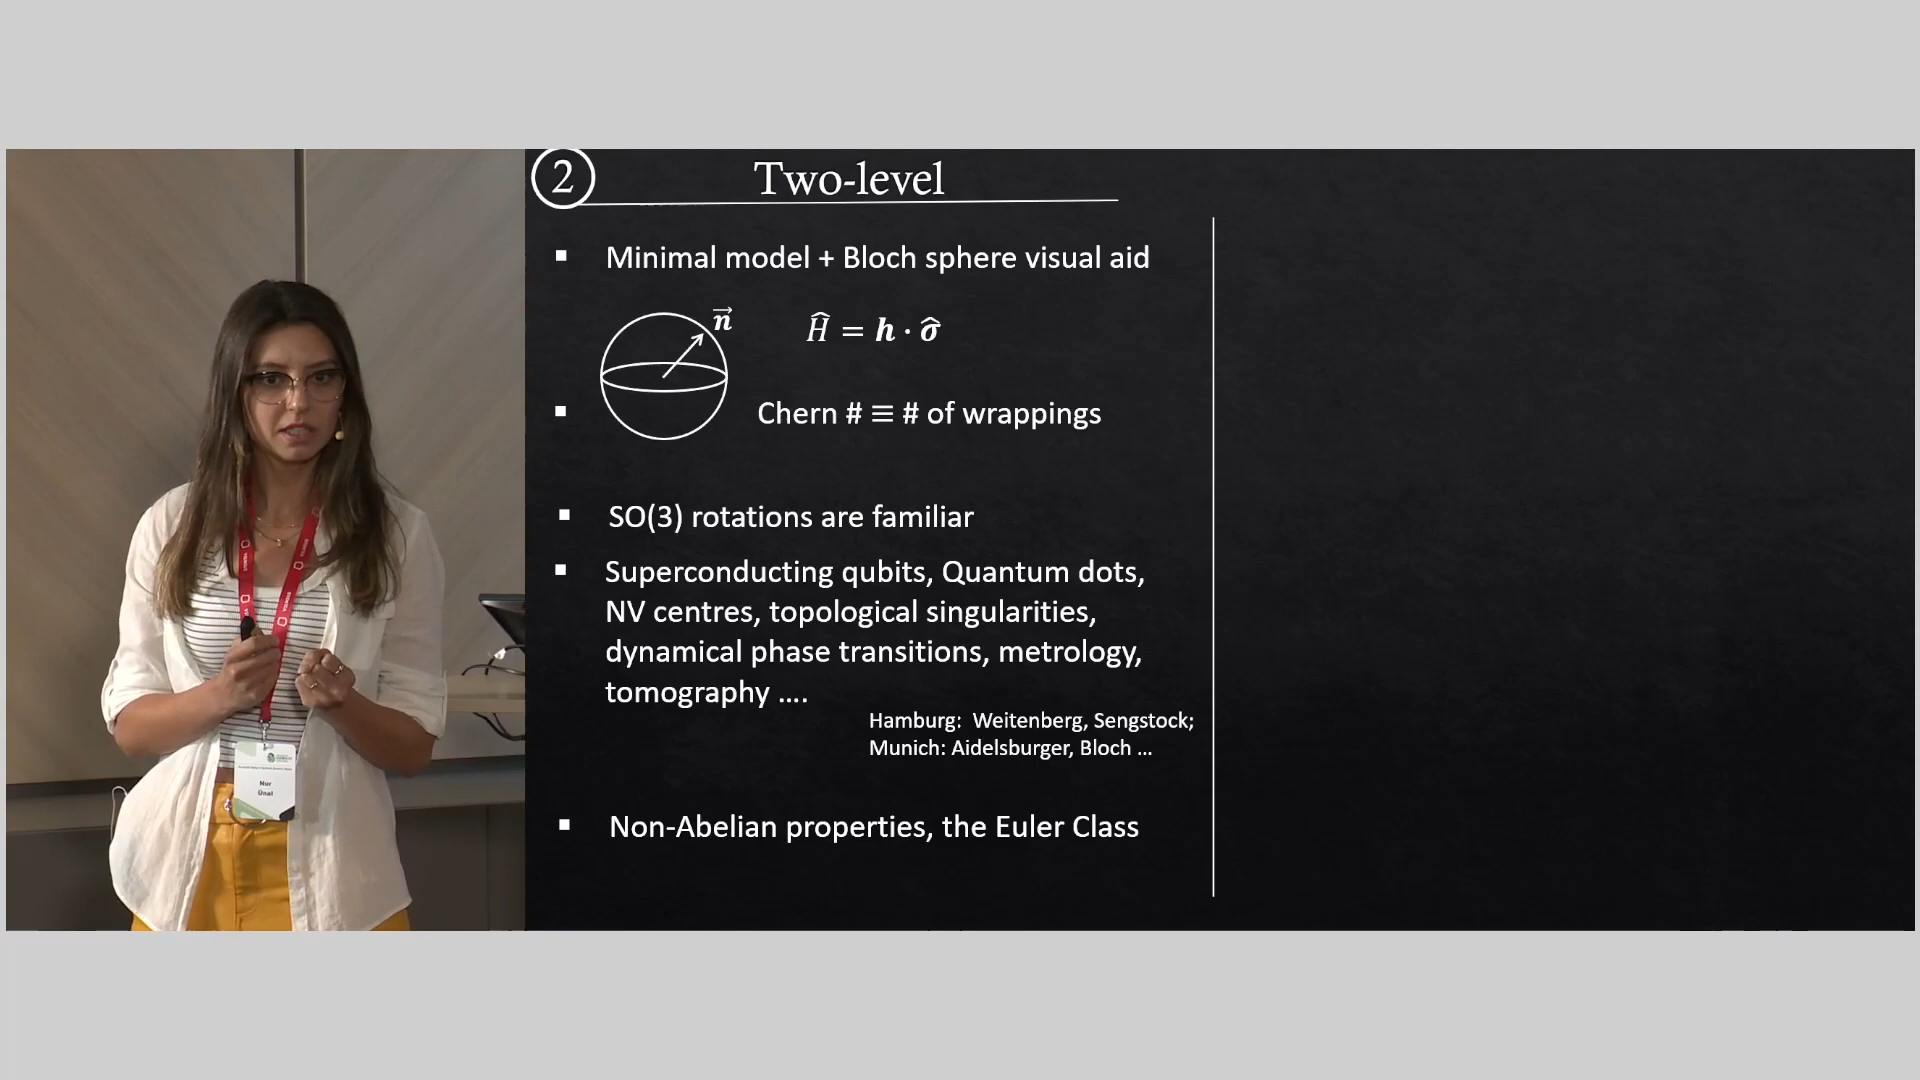 2
Two-level
▪ Minimal model + Bloch sphere visual aid
n⃗
Ĥ = h · σ̂
▪ Chern # ≡ # of wrappings
▪ SO(3) rotations are familiar
▪ Superconducting qubits, Quantum dots,
NV centres, topological singularities,
dynamical phase transitions, metrology,
tomography ....
Hamburg: Weitenberg, Sengstock;
Munich: Aidelsburger, Bloch ...
▪ Non-Abelian properties, the Euler Class
Nur
Ünal